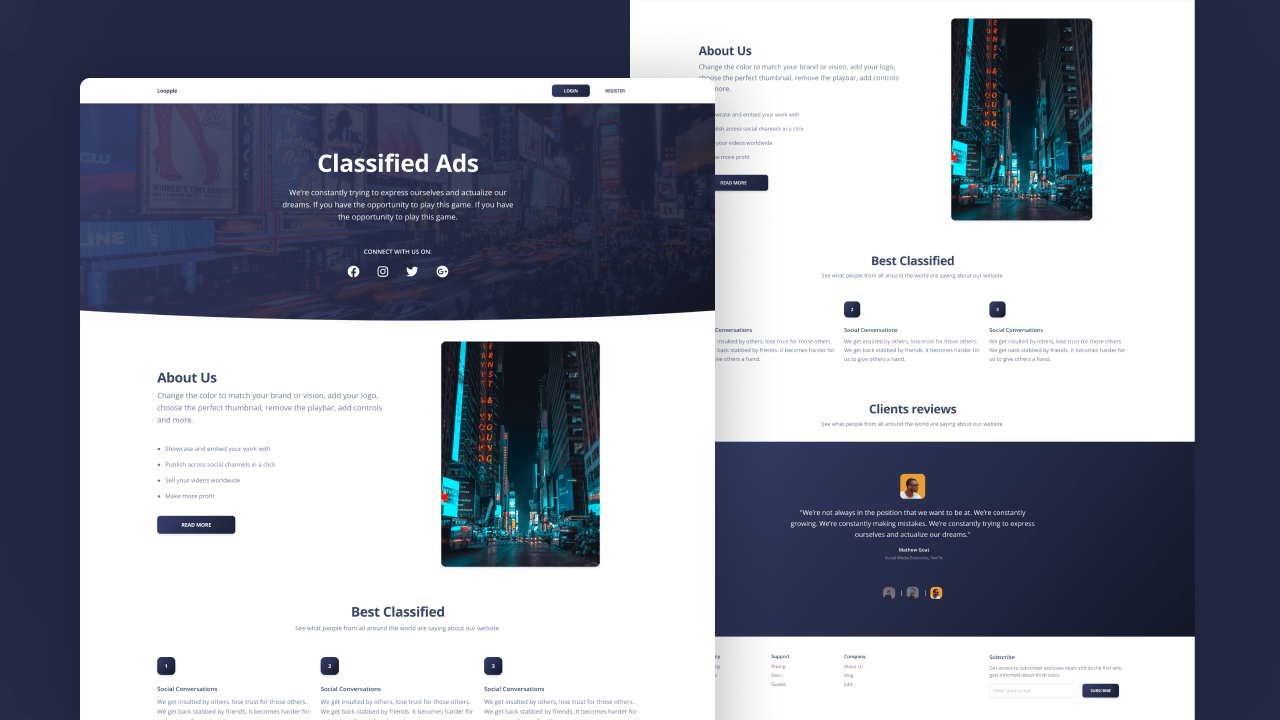 Loopple
LOGIN
REGISTER
Classified Ads
We're constantly trying to express ourselves and actualize our
dreams. If you have the opportunity to play this game. If you have
the opportunity to play this game.
CONNECT WITH US ON:
About Us
Change the color to match your brand or vision, add your logo,
choose the perfect thumbnail, remove the playbar, add controls
and more.
• Showcase and embed your work with
• Publish across social channels in a click
• Sell your videos worldwide
• Make more profit
READ MORE
ERNST & YOUNG
Best Classified
See what people from all around the world are saying about our website.
1
2
3
Social Conversations
Social Conversations
Social Conversations
We get insulted by others, lose trust for those others.
We get back stabbed by friends. It becomes harder for
We get insulted by others, lose trust for those others.
We get back stabbed by friends. It becomes harder for
We get insulted by others, lose trust for those others.
We get back stabbed by friends. It becomes harder for
About Us
Change the color to match your brand or vision, add your logo,
choose the perfect thumbnail, remove the playbar, add controls
more.
wcase and embed your work with
lish across social channels in a click
your videos worldwide
more profit
READ MORE
ERNST & YOUNG
Best Classified
See what people from all around the world are saying about our website.
2
3
Conversations
insulted by others, lose trust for those others.
back stabbed by friends. It becomes harder for
give others a hand.
Social Conversations
We get insulted by others, lose trust for those others.
We get back stabbed by friends. It becomes harder for
us to give others a hand.
Social Conversations
We get insulted by others, lose trust for those others.
We get back stabbed by friends. It becomes harder for
us to give others a hand.
Clients reviews
See what people from all around the world are saying about our website.
"We're not always in the position that we want to be at. We're constantly
growing. We're constantly making mistakes. We're constantly trying to express
ourselves and actualize our dreams."
Mathew Goat
Social Media Executive, NetTix
Support
Pricing
Docs
Guides
Company
About Us
Blog
Jobs
Subscribe
Get access to subscriber exclusive deals and be the first who
gets informed about fresh sales.
Enter your e-mail
SUBSCRIBE